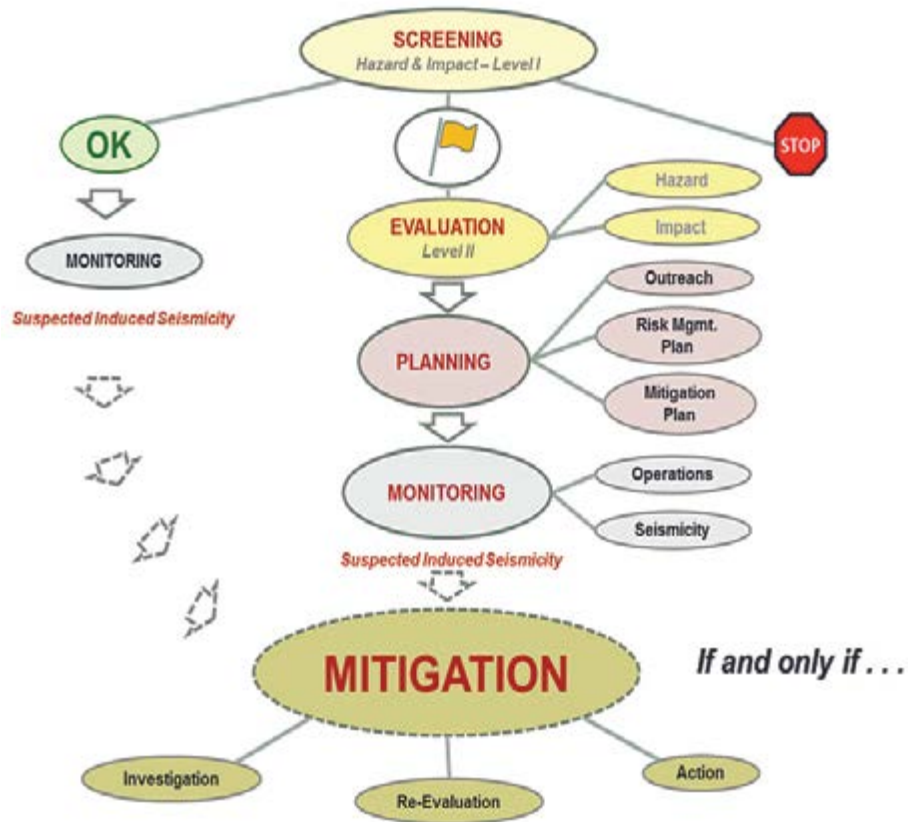 SCREENING
Hazard & Impact – Level I
OK
STOP
MONITORING
Suspected Induced Seismicity
EVALUATION
Level II
Hazard
Impact
PLANNING
Outreach
Risk Mgmt.
Plan
Mitigation
Plan
MONITORING
Operations
Seismicity
Suspected Induced Seismicity
MITIGATION
If and only if . . .
Investigation
Re-Evaluation
Action